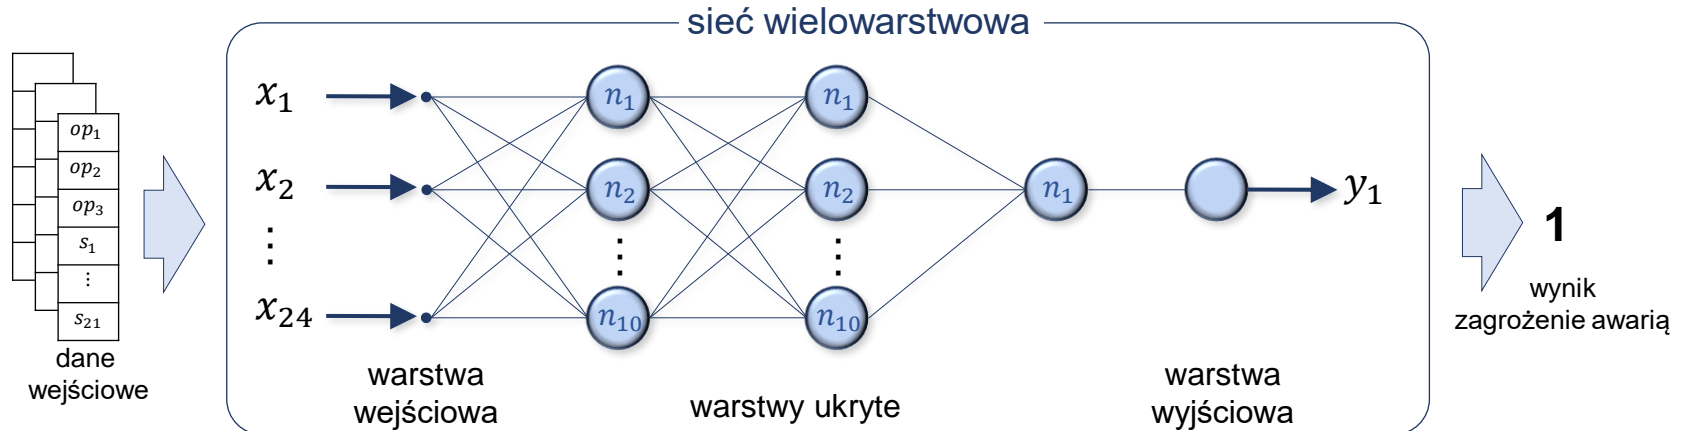 sieć wielowarstwowa
op₁
op₂
op₃
s₁
⋮
s₂₁
dane
wejściowe
x₁
x₂
⋮
x₂₄
warstwa
wejściowa
n₁
n₂
⋮
n₁₀
n₁
n₂
⋮
n₁₀
n₁
warstwy ukryte
y₁
warstwa
wyjściowa
1
wynik
zagrożenie awarią